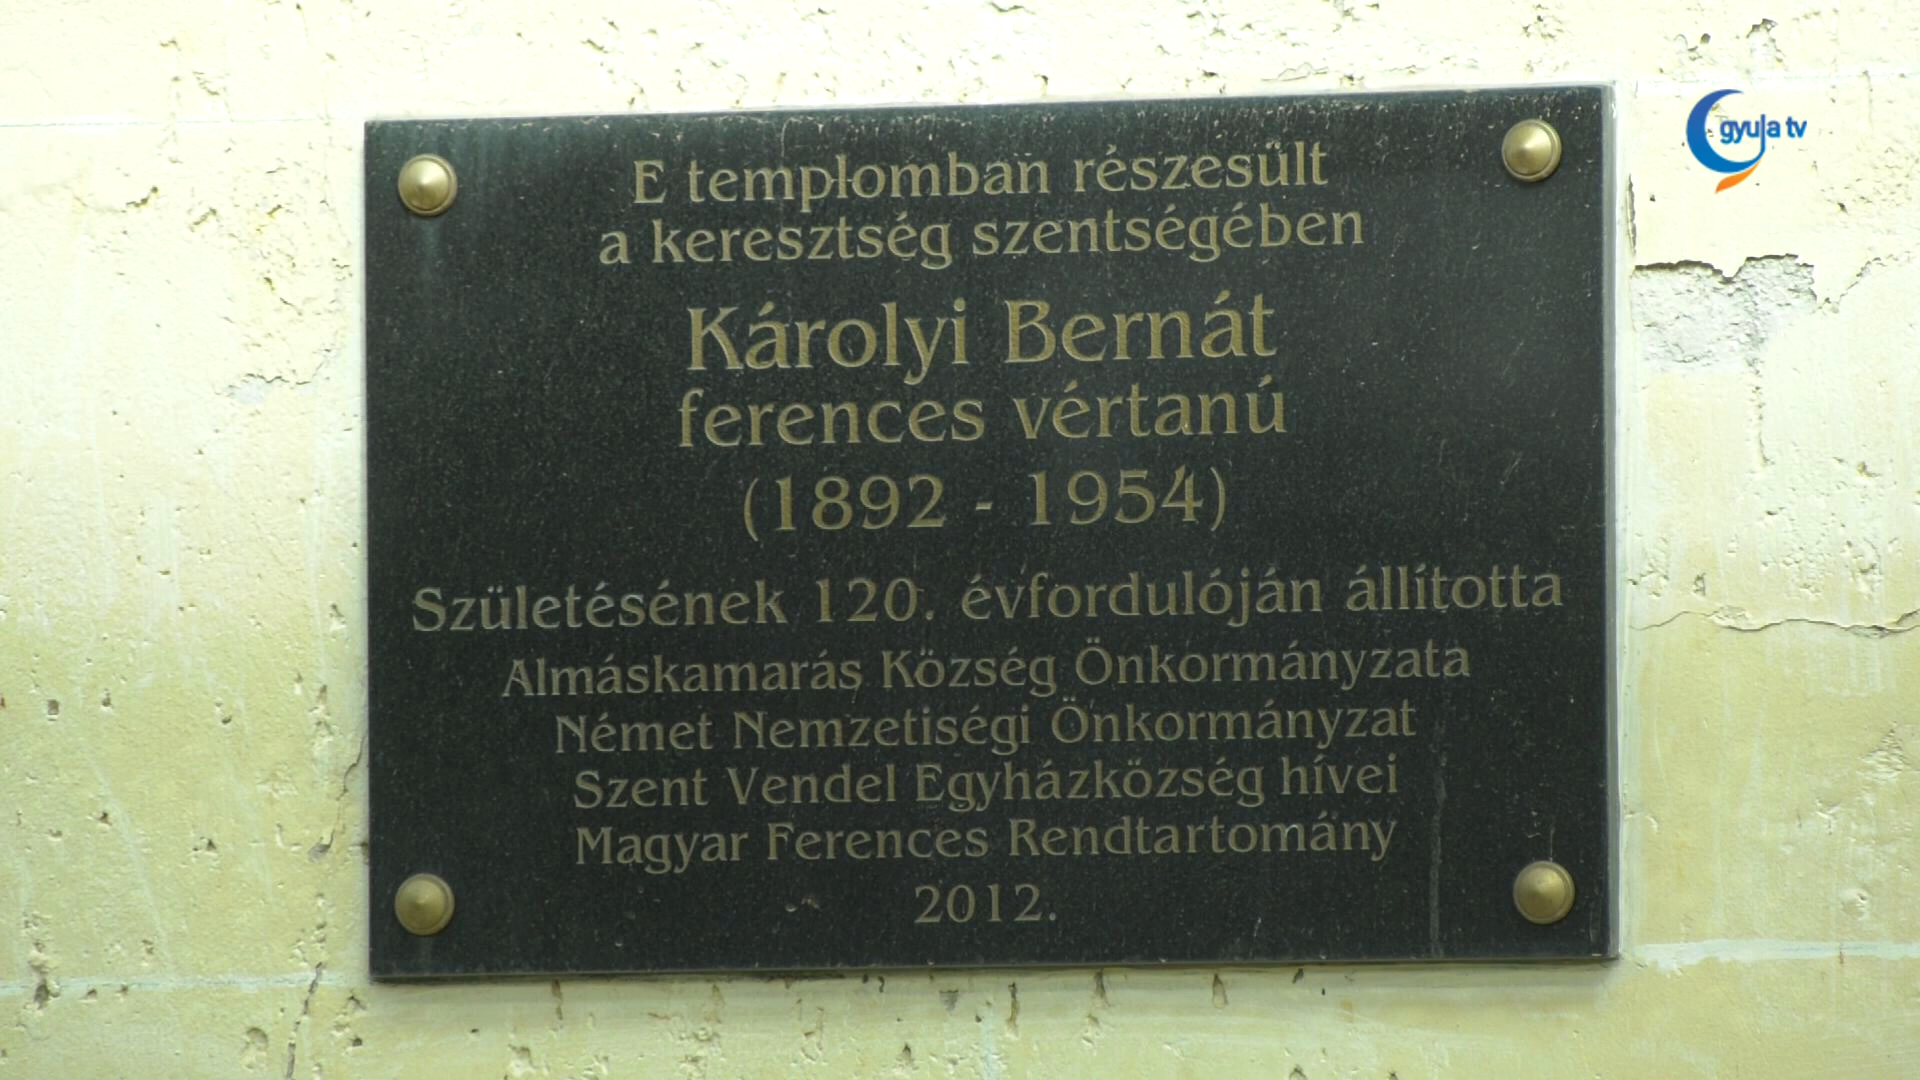 gyula tv
E templomban részesült
a keresztség szentségében
Károlyi Bernát
ferences vértanú
(1892 - 1954)
Születésének 120. évfordulóján állította
Almáskamarás Község Önkormányzata
Német Nemzetiségi Önkormányzat
Szent Vendel Egyházközség hívei
Magyar Ferences Rendtartomány
2012.